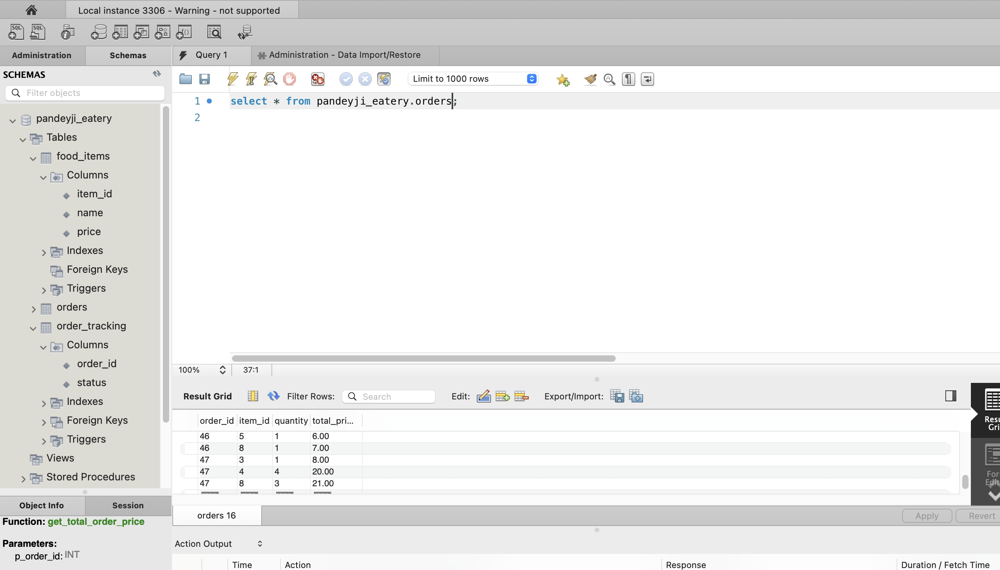 Local instance 3306 - Warning - not supported
Administration
Schemas
Query 1
Administration - Data Import/Restore
SCHEMAS
Filter objects
Limit to 1000 rows
1 select * from pandeyji_eatery.orders;
2
pandeyji_eatery
Tables
food_items
Columns
item_id
name
price
Indexes
Foreign Keys
Triggers
orders
order_tracking
Columns
order_id
status
Indexes
Foreign Keys
Triggers
Views
Stored Procedures
100% 37:1
Result Grid Filter Rows: Search Edit: Export/Import:
order_id item_id quantity total_pri...
46 5 1 6.00
46 8 1 7.00
47 3 1 8.00
47 4 4 20.00
47 8 3 21.00
orders 16
Apply
Revert
Object Info
Session
Function: get_total_order_price
Parameters:
p_order_id: INT
Action Output
Time Action Response Duration / Fetch Time